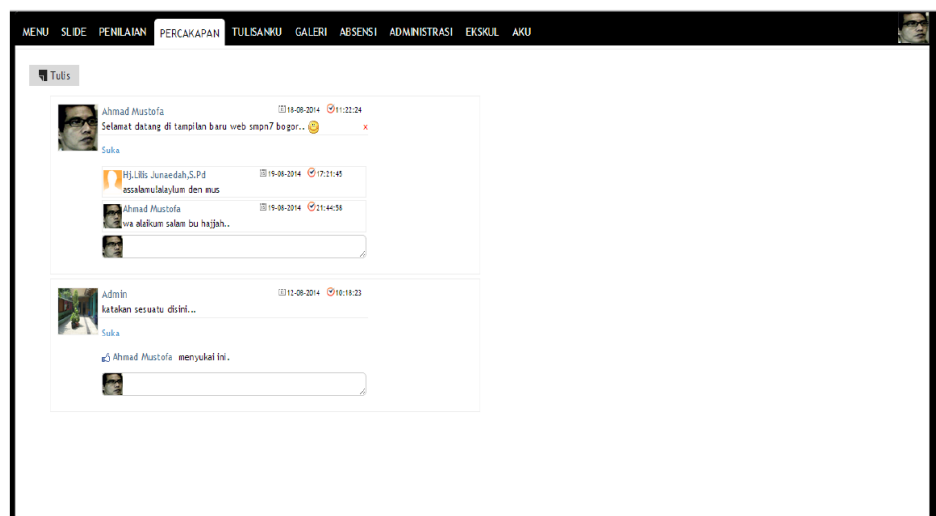 MENU SLIDE PENILAIAN PERCAKAPAN TULISANKU GALERI ABSENSI ADMINISTRASI EKSKUL AKU
Tulis
Ahmad Mustofa 18-08-2014 11:22:24
Selamat datang di tampilan baru web smpn7 bogor.. x
Suka
Hj.Lilis Junaedah,S.Pd 19-08-2014 17:21:45
assalamu'alaylum den mus
Ahmad Mustofa 19-08-2014 21:44:58
wa alaikum salam bu hajjah..
Admin 12-08-2014 10:18:23
katakan sesuatu disini...
Suka
Ahmad Mustofa menyukai ini.